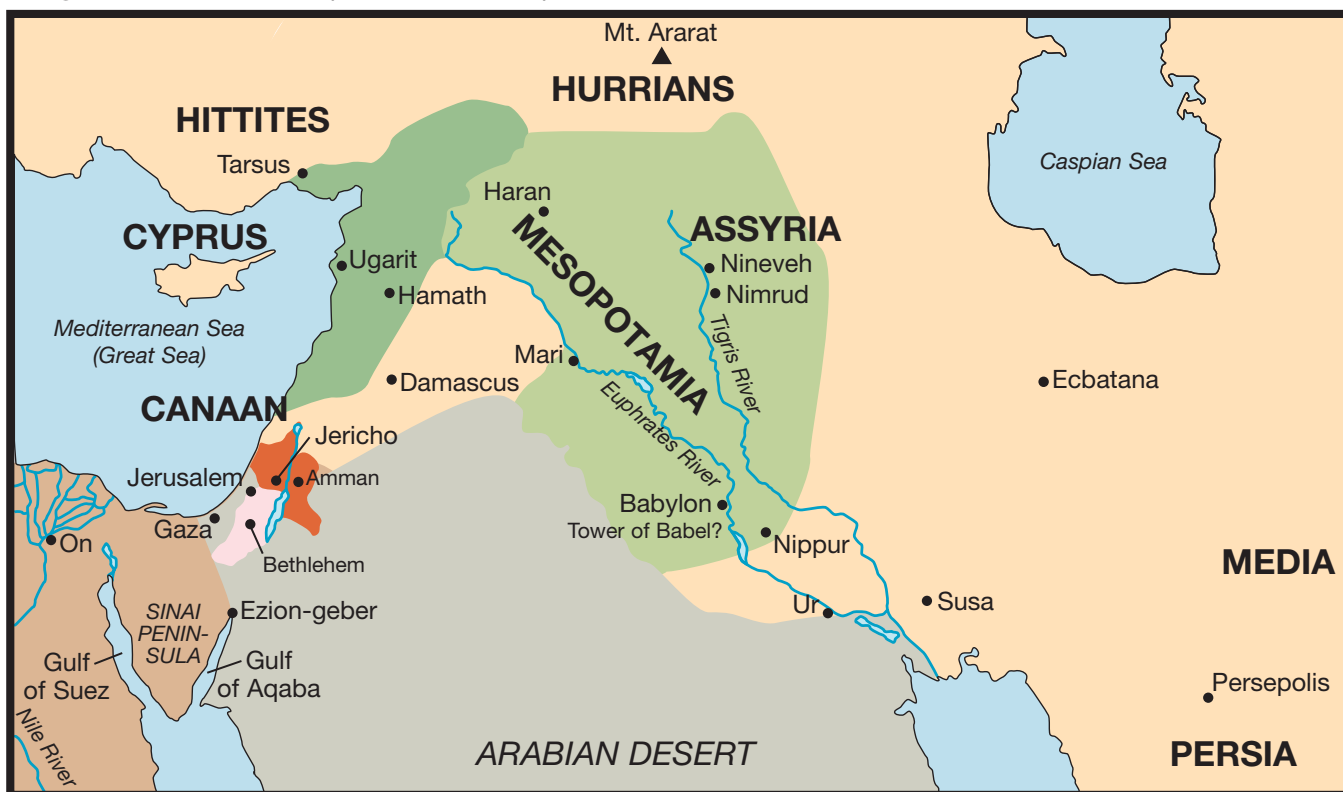 Mt. Ararat
HURRIANS
HITTITES
Tarsus
Caspian Sea
Haran
CYPRUS
ASSYRIA
MESOPOTAMIA
Ugarit
Nineveh
Hamath
Nimrud
Mediterranean Sea
(Great Sea)
Tigris River
Mari
Damascus
Ecbatana
Euphrates River
CANAAN
Jericho
Jerusalem
Amman
Babylon
Tower of Babel?
Gaza
On
Nippur
Bethlehem
MEDIA
SINAI
PENIN-
SULA
Ezion-geber
Ur
Susa
Gulf
of Suez
Gulf
of Aqaba
Persepolis
Nile River
ARABIAN DESERT
PERSIA